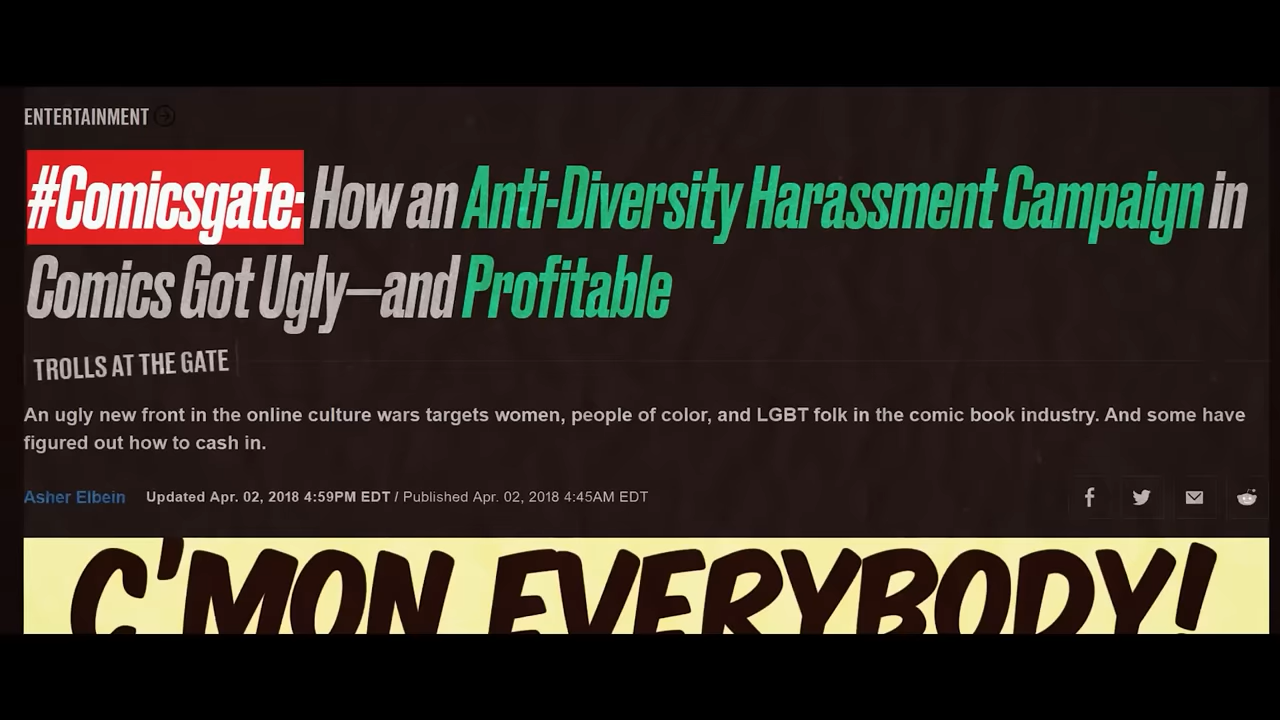 ENTERTAINMENT
#Comicsgate: How an Anti-Diversity Harassment Campaign in
Comics Got Ugly—and Profitable
TROLLS AT THE GATE
An ugly new front in the online culture wars targets women, people of color, and LGBT folk in the comic book industry. And some have
figured out how to cash in.
Asher Elbein Updated Apr. 02, 2018 4:59PM EDT / Published Apr. 02, 2018 4:45AM EDT
C'MON EVERYBODY!